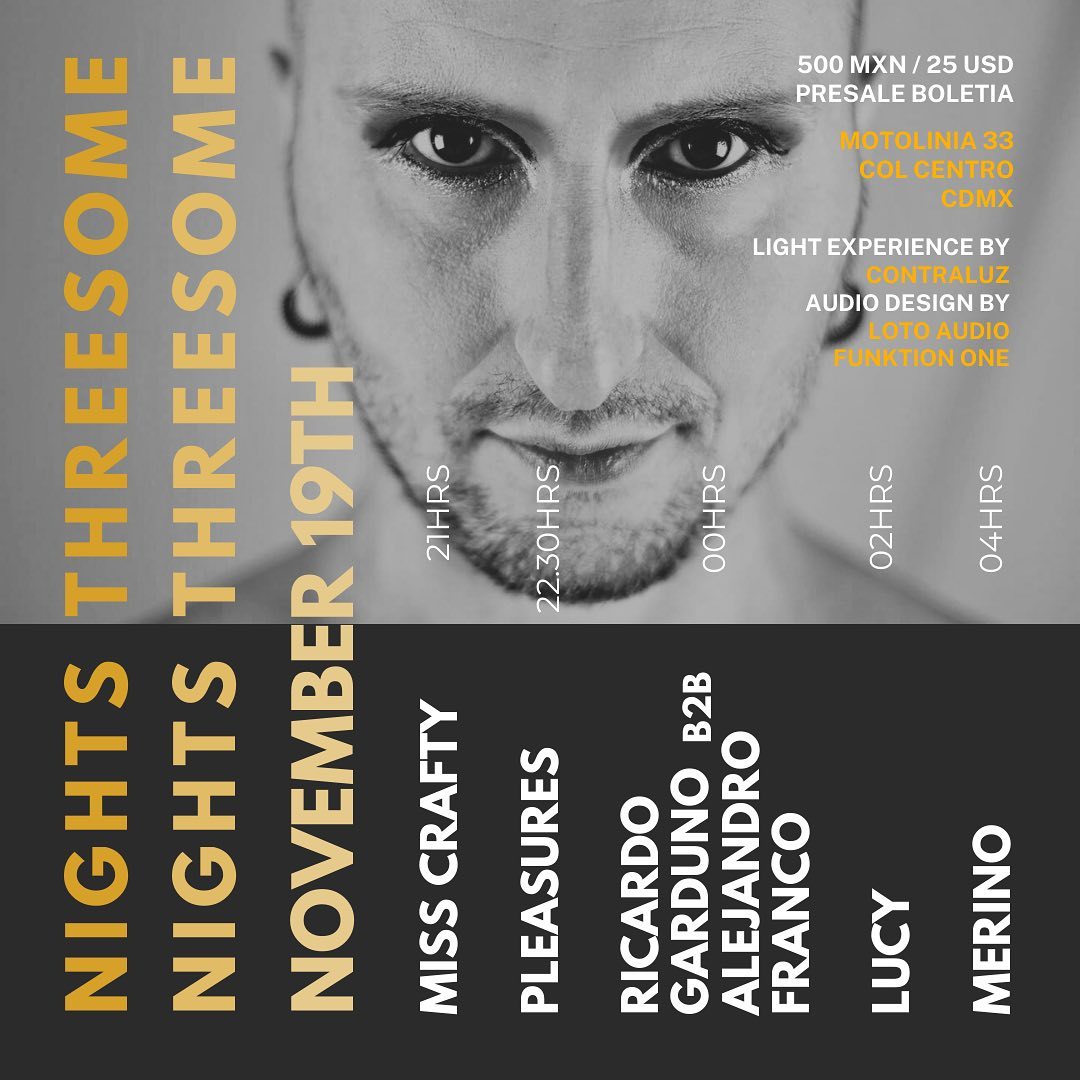 NIGHTS THREESOME
NIGHTS THREESOME
NOVEMBER 19TH
500 MXN / 25 USD
PRESALE BOLETIA
MOTOLINIA 33
COL CENTRO
CDMX
LIGHT EXPERIENCE BY
CONTRALUZ
AUDIO DESIGN BY
LOTO AUDIO
FUNKTION ONE
MISS CRAFTY
21HRS
PLEASURES
22.30HRS
RICARDO
GARDUNO B2B
ALEJANDRO
FRANCO
00HRS
LUCY
02HRS
MERINO
04HRS